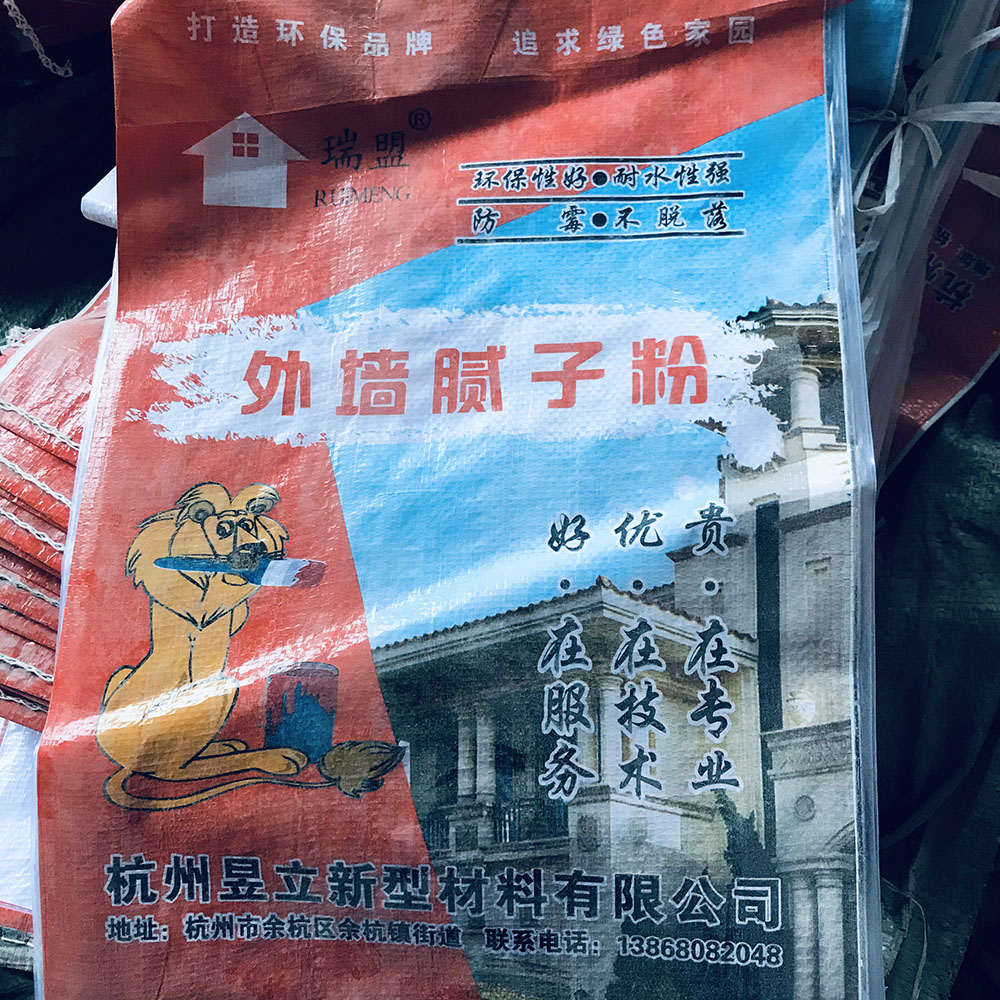 打造环保品牌 追求绿色家园
瑞盟®
RUIMENG
环保性好●耐水性强
防霉●不脱落
外墙腻子粉
贵·在专业
优·在技术
好·在服务
杭州昱立新型材料有限公司
地址：杭州市余杭区余杭镇街道 联系电话：13868082048